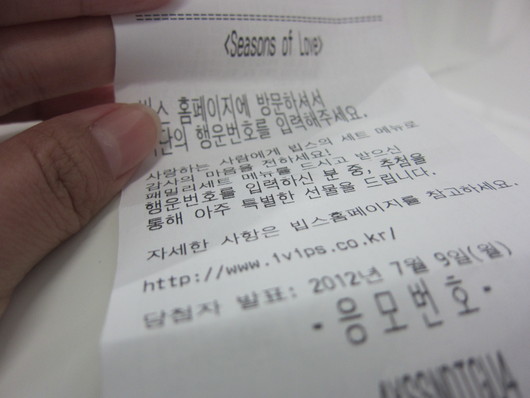 <Seasons of Love>
홈페이지에 방문하셔서
행운번호를 입력해주세요.
사랑하는 사람에게 빕스의 세트 메뉴로
감사의 마음을 전하세요!
패밀리세트 메뉴를 드시고 받으신
행운번호를 입력하신 분 중, 추첨을
통해 아주 특별한 선물을 드립니다.
자세한 사항은 빕스홈페이지를 참고하세요.
http://www.ivips.co.kr/
당첨자 발표: 2012년 7월 9일(월)
·응모번호·